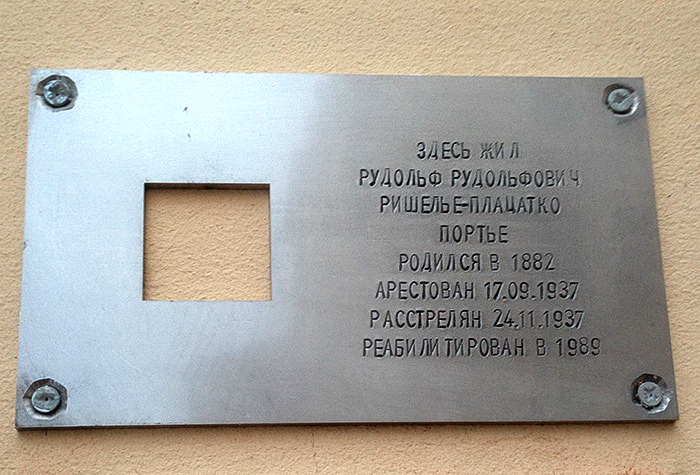 ЗДЕСЬ ЖИЛ
РУДОЛЬФ РУДОЛЬФОВИЧ
РИШЕЛЬЕ-ПЛАЦАТКО
ПОРТЬЕ
РОДИЛСЯ В 1882
АРЕСТОВАН 17.09.1937
РАССТРЕЛЯН 24.11.1937
РЕАБИЛИТИРОВАН В 1989